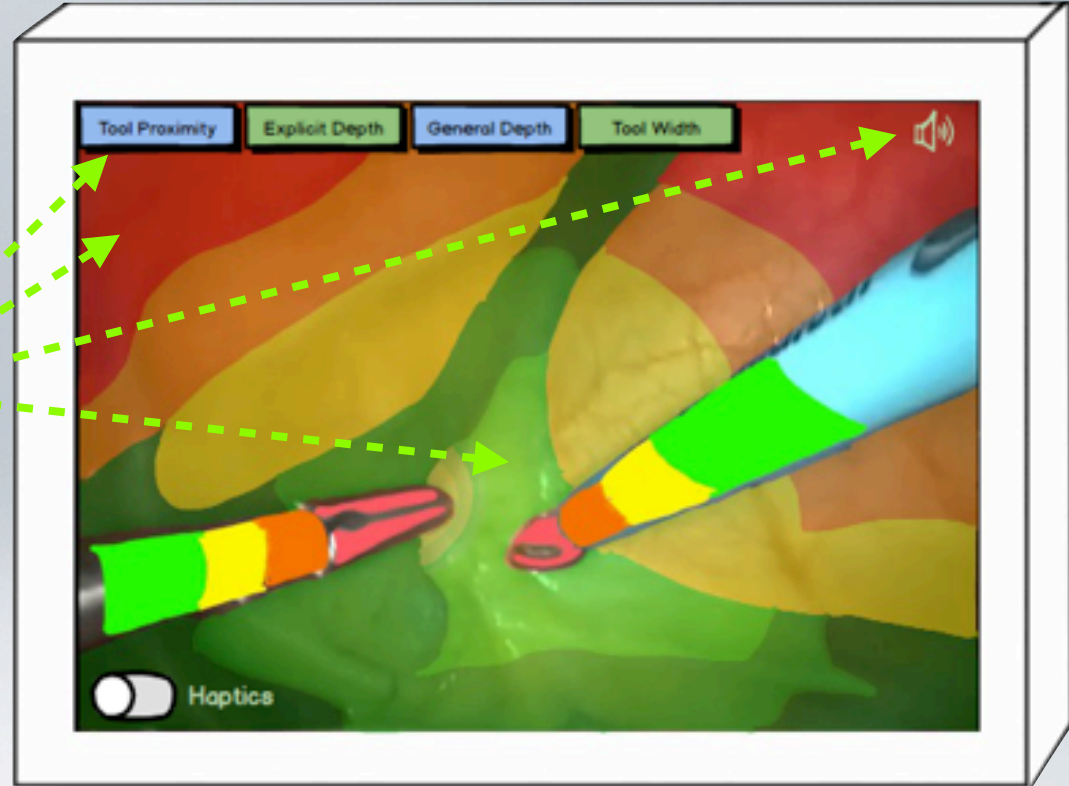 Tool Proximity
Explicit Depth
General Depth
Tool Width
Haptics